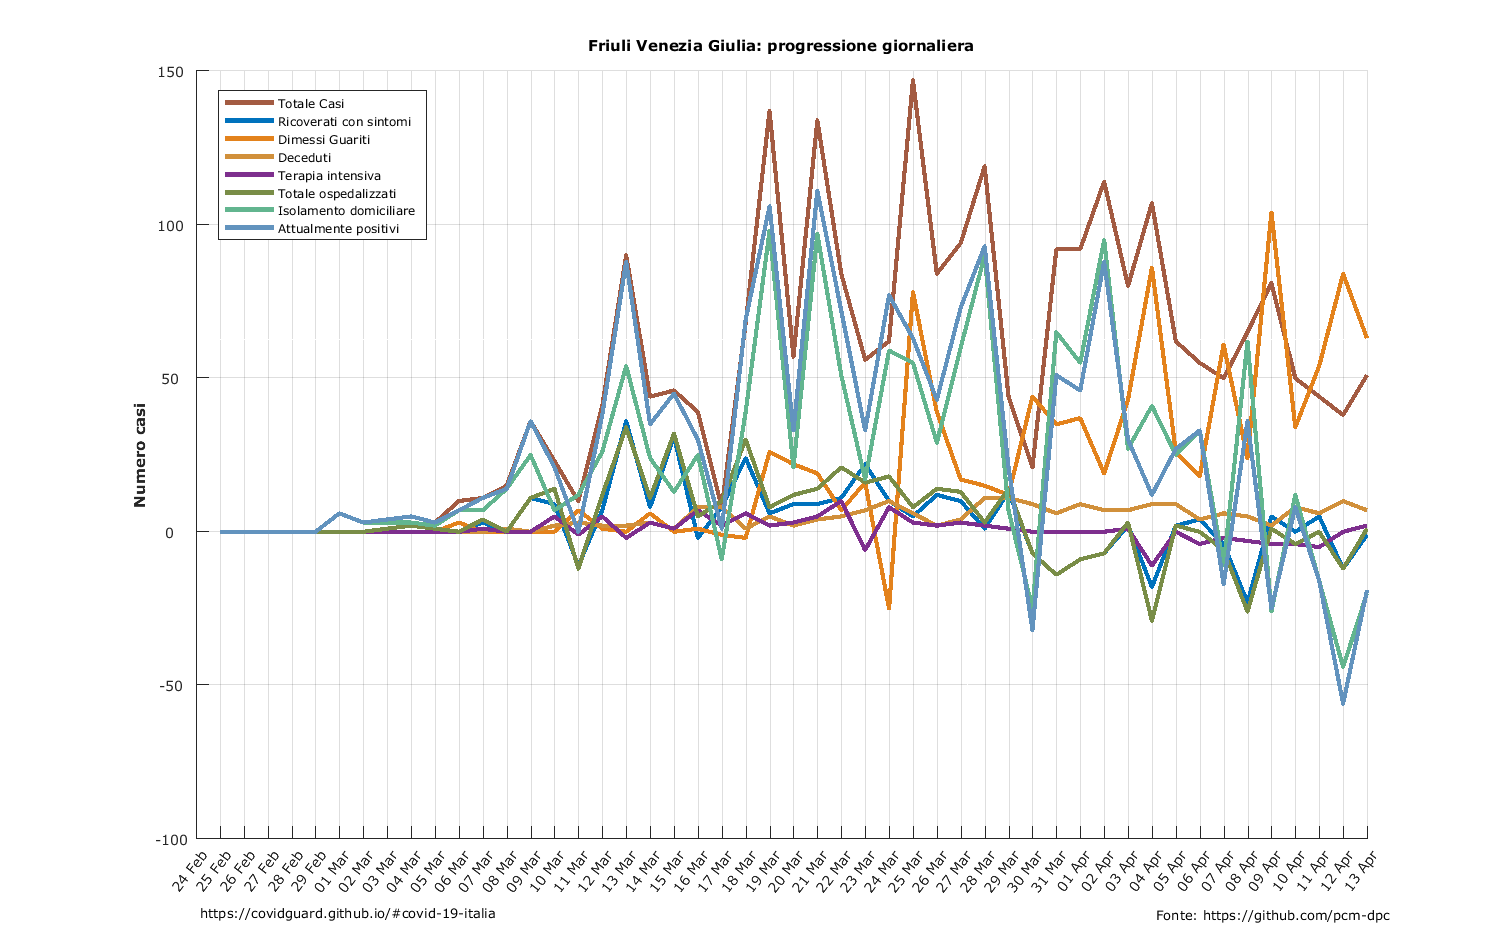 Friuli Venezia Giulia: progressione giornaliera
150
100
50
0
-50
-100
Numero casi
Totale Casi
Ricoverati con sintomi
Dimessi Guariti
Deceduti
Terapia intensiva
Totale ospedalizzati
Isolamento domiciliare
Attualmente positivi
24 Feb
25 Feb
26 Feb
27 Feb
28 Feb
29 Feb
01 Mar
02 Mar
03 Mar
04 Mar
05 Mar
06 Mar
07 Mar
08 Mar
09 Mar
10 Mar
11 Mar
12 Mar
13 Mar
14 Mar
15 Mar
16 Mar
17 Mar
18 Mar
19 Mar
20 Mar
21 Mar
22 Mar
23 Mar
24 Mar
25 Mar
26 Mar
27 Mar
28 Mar
29 Mar
30 Mar
31 Mar
01 Apr
02 Apr
03 Apr
04 Apr
05 Apr
06 Apr
07 Apr
08 Apr
09 Apr
10 Apr
11 Apr
12 Apr
13 Apr
https://covidguard.github.io/#covid-19-italia
Fonte: https://github.com/pcm-dpc